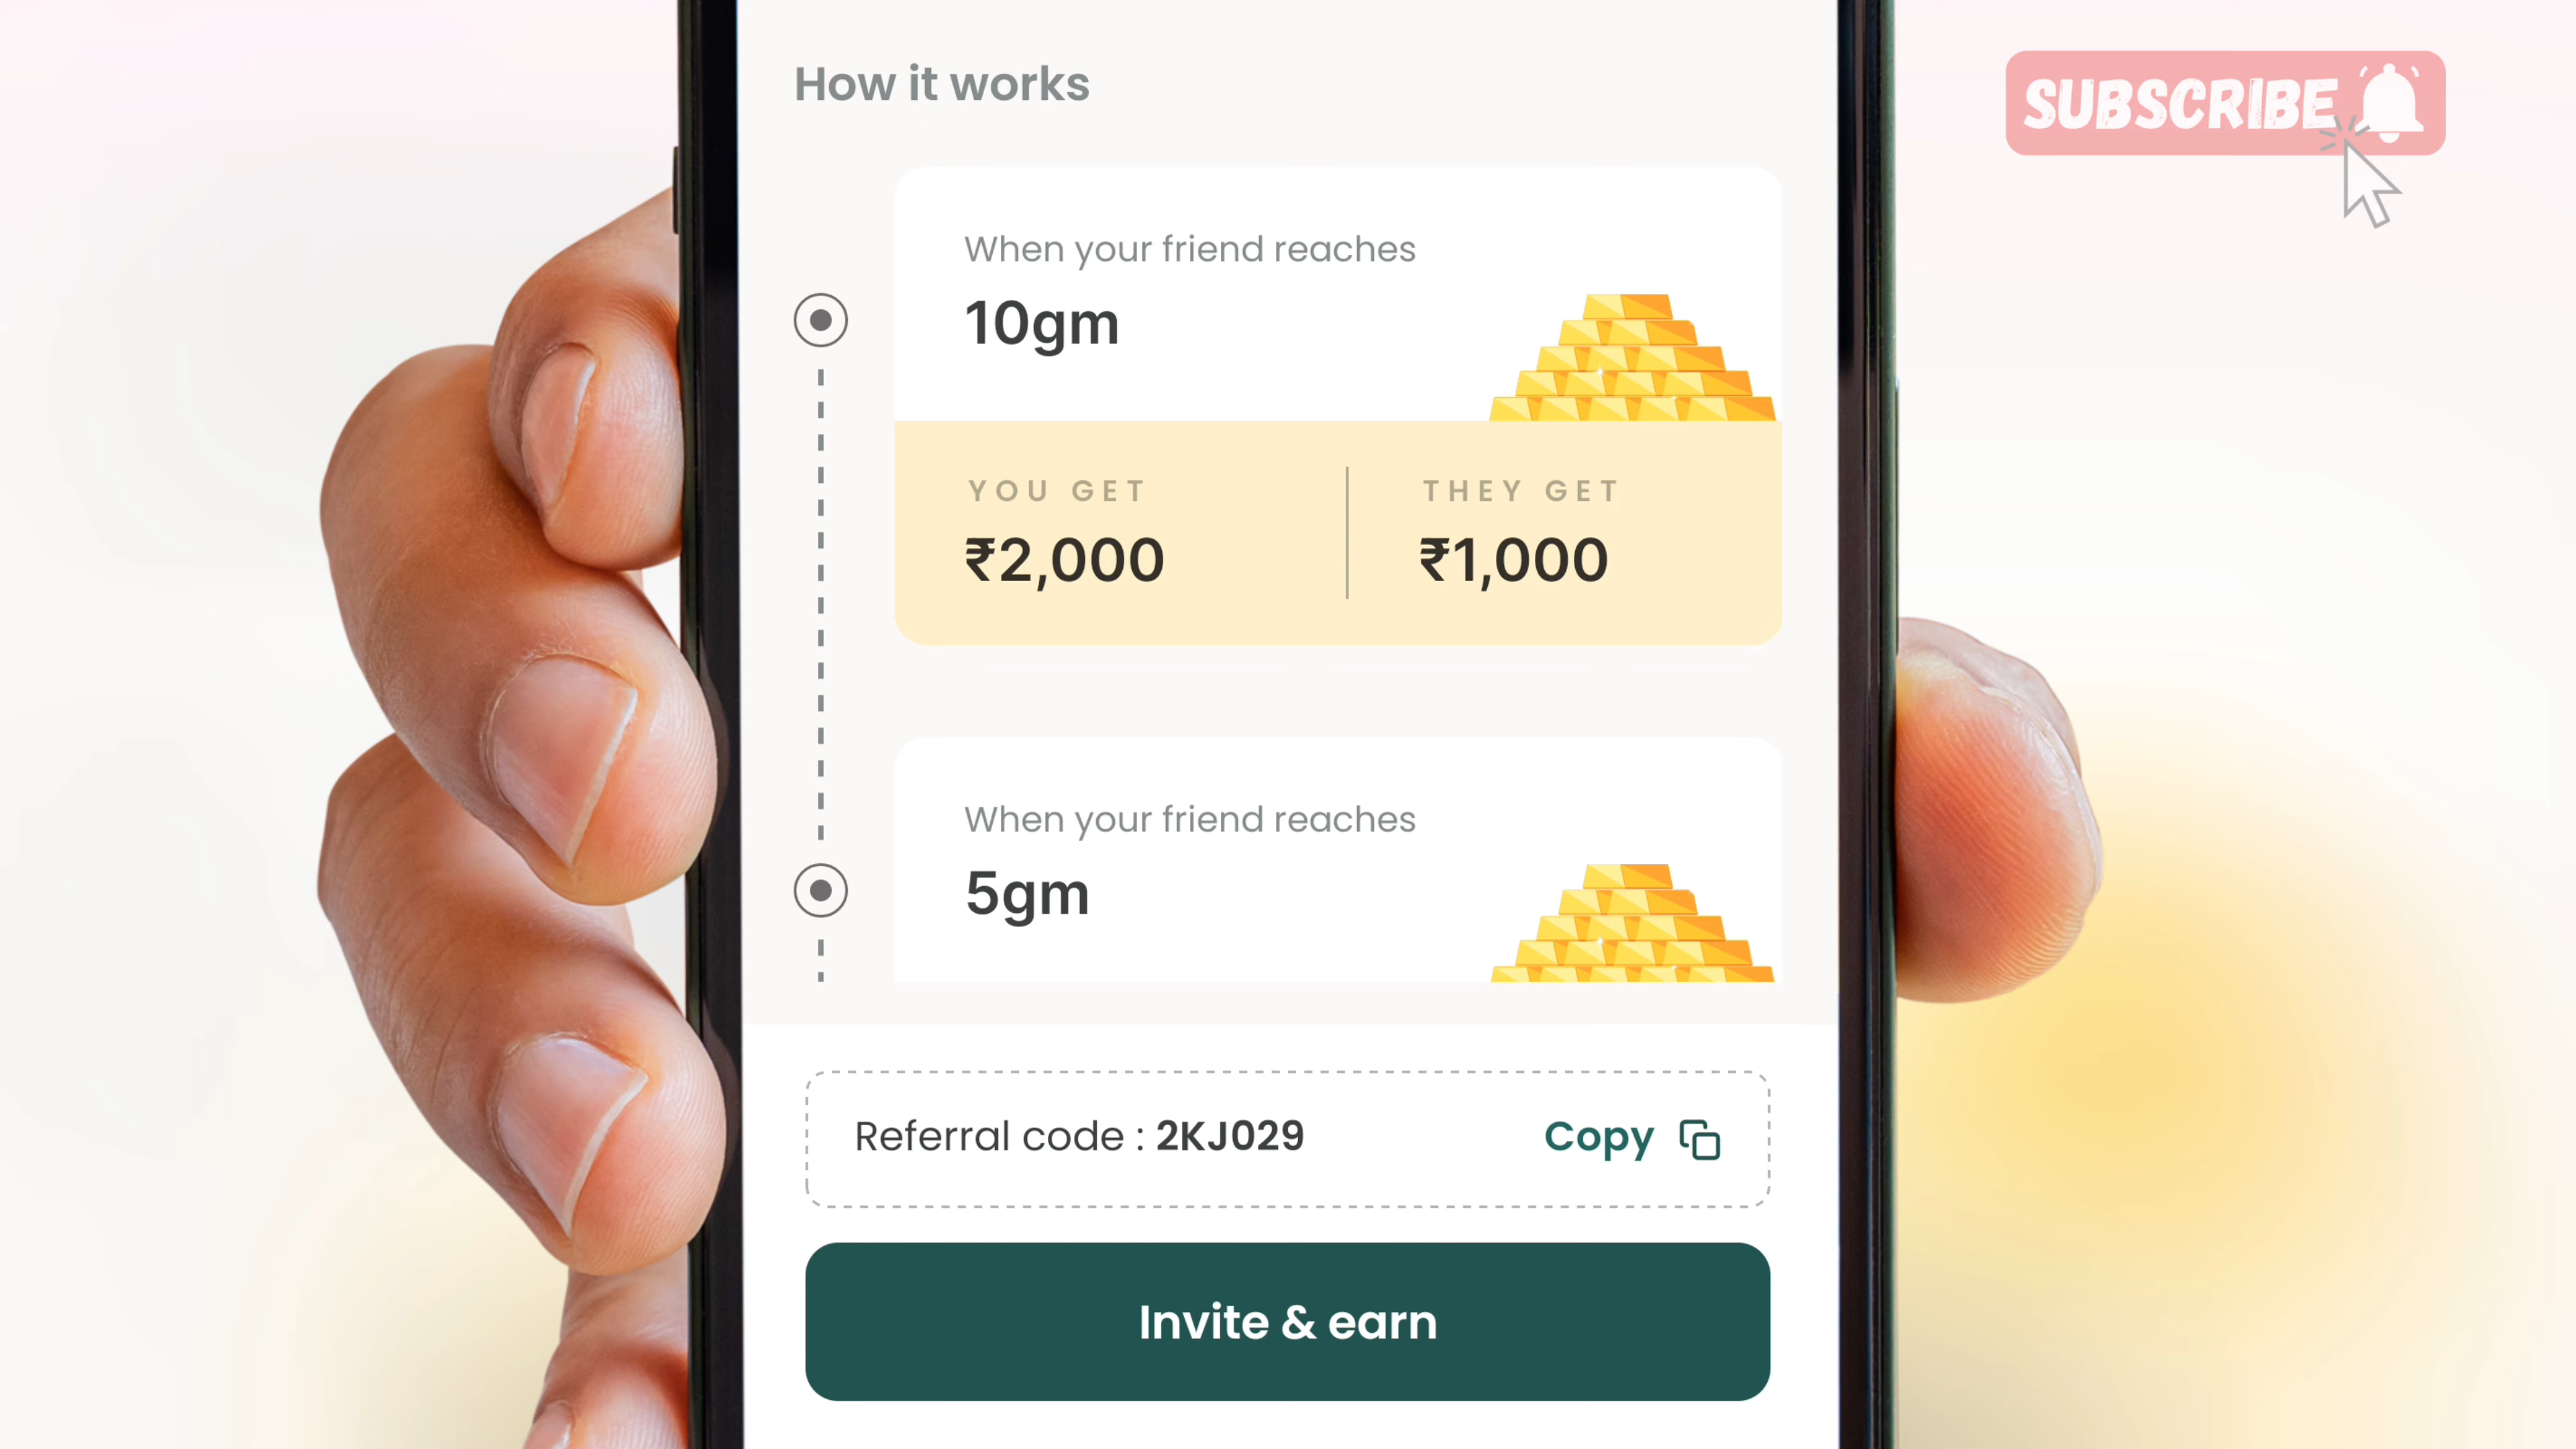 How it works
SUBSCRIBE
When your friend reaches
10gm
YOU GET
THEY GET
₹2,000
₹1,000
When your friend reaches
5gm
Referral code : 2KJ029
Copy
Invite & earn